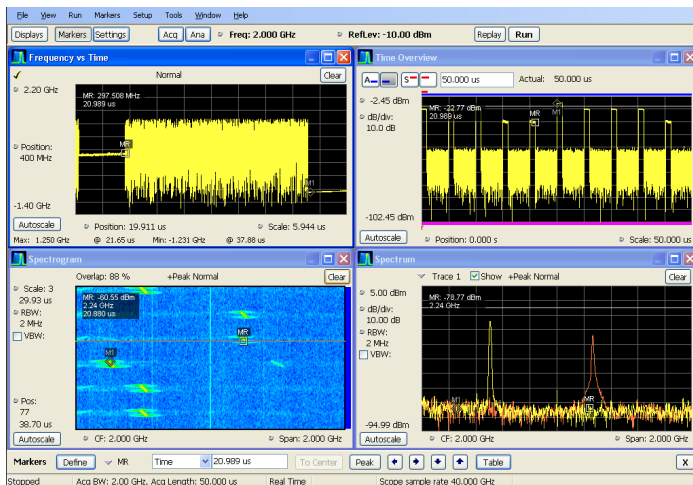 File View Run Markers Setup Tools Window Help
Displays Markers Settings Acq Ana Freq: 2.000 GHz RefLev: -10.00 dBm Replay Run
Frequency vs Time
Normal Clear
2.20 GHz
MR: 297.508 MHz
20.989 us
Position:
400 MHz
MR
M1
-1.40 GHz
Autoscale Position: 19.911 us Scale: 5.944 us
Max: 1.250 GHz @ 21.65 us Min: -1.231 GHz @ 37.88 us
Time Overview
A S 50.000 us Actual: 50.000 us
-2.45 dBm
dB/div:
10.0 dB
MR: -22.77 dBm
20.989 us
MR
M1
-102.45 dBm
Autoscale Position: 0.000 s Scale: 50.000 us
Spectrogram
Overlap: 88 % +Peak Normal Clear
Scale: 3
29.93 us
RBW:
2 MHz
VBW:
MR: -60.55 dBm
2.24 GHz
20.880 us
MR
M1
Pos:
77
38.70 us
Autoscale CF: 2.000 GHz Span: 2.000 GHz
Spectrum
Trace 1 Show +Peak Normal Clear
5.00 dBm
dB/div:
10.00 dB
RBW:
2 MHz
VBW:
MR: -78.77 dBm
2.24 GHz
M1
MR
-94.99 dBm
Autoscale CF: 2.000 GHz Span: 2.000 GHz
Markers Define MR Time 20.989 us To Center Peak Table X
Stopped Acq BW: 2.00 GHz, Acq Length: 50.000 us Real Time Scope sample rate 40.000 GHz